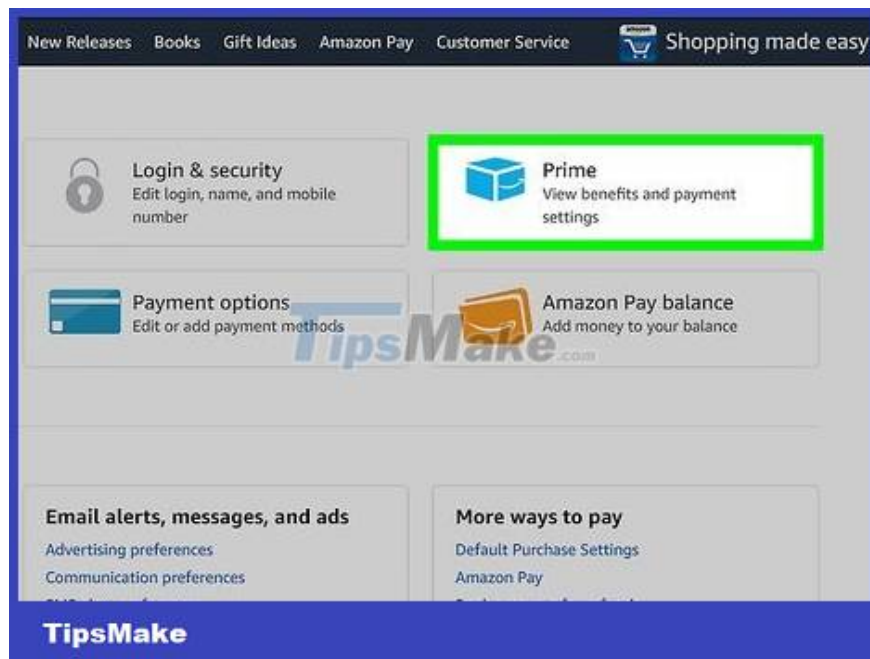 New Releases Books Gift Ideas Amazon Pay Customer Service Shopping made easy
Login & security
Edit login, name, and mobile
number
Prime
View benefits and payment
settings
Payment options
Edit or add payment methods
Amazon Pay balance
Add money to your balance
TipsMake.com
Email alerts, messages, and ads
Advertising preferences
Communication preferences
More ways to pay
Default Purchase Settings
Amazon Pay
TipsMake